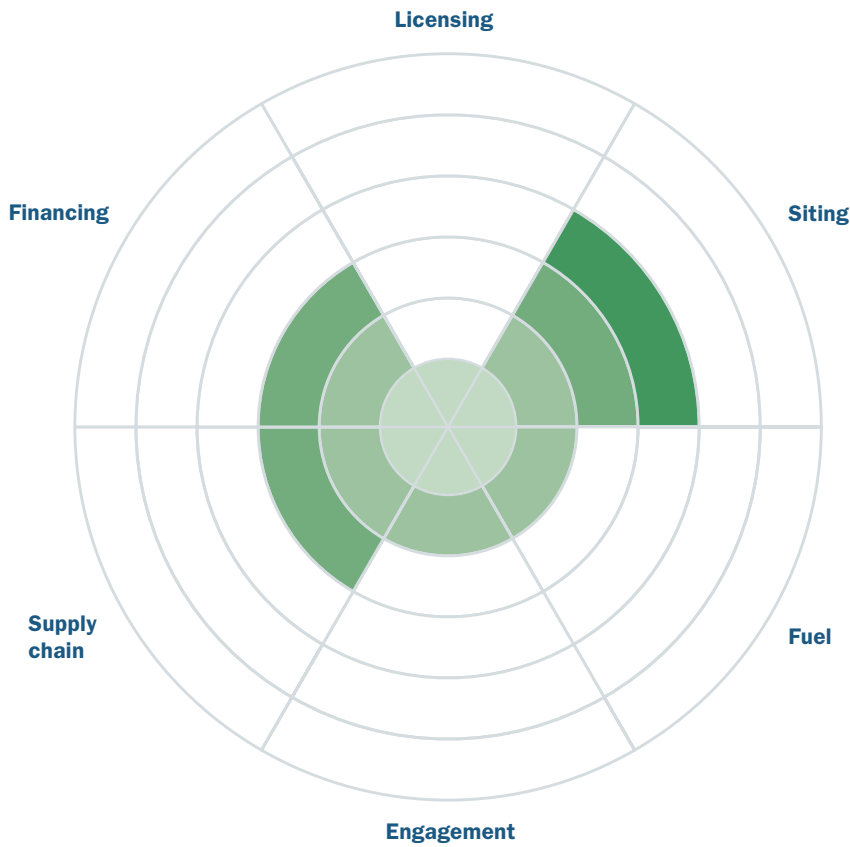 Licensing
Financing
Siting
Supply
chain
Fuel
Engagement